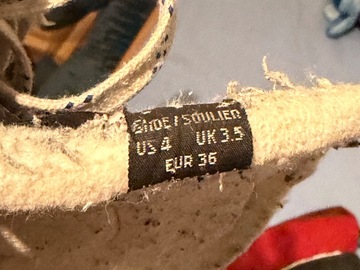 SHOE / SOULIER
US 4 UK 3.5
EUR 36